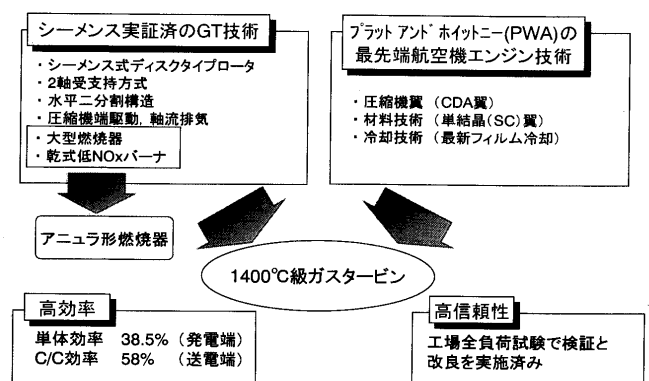 シーメンス実証済のGT技術
・シーメンス式ディスクタイプロータ
・2軸受支持方式
・水平二分割構造
・圧縮機端駆動，軸流排気
・大型燃焼器
・乾式低NOxバーナ
アニュラ形燃焼器
プラット アンド ホイットニー(PWA)の
最先端航空機エンジン技術
・圧縮機翼（CDA翼）
・材料技術（単結晶(SC)翼）
・冷却技術（最新フィルム冷却）
1400℃級ガスタービン
高効率
単体効率 38.5%（発電端）
C/C効率 58%（送電端）
高信頼性
工場全負荷試験で検証と
改良を実施済み